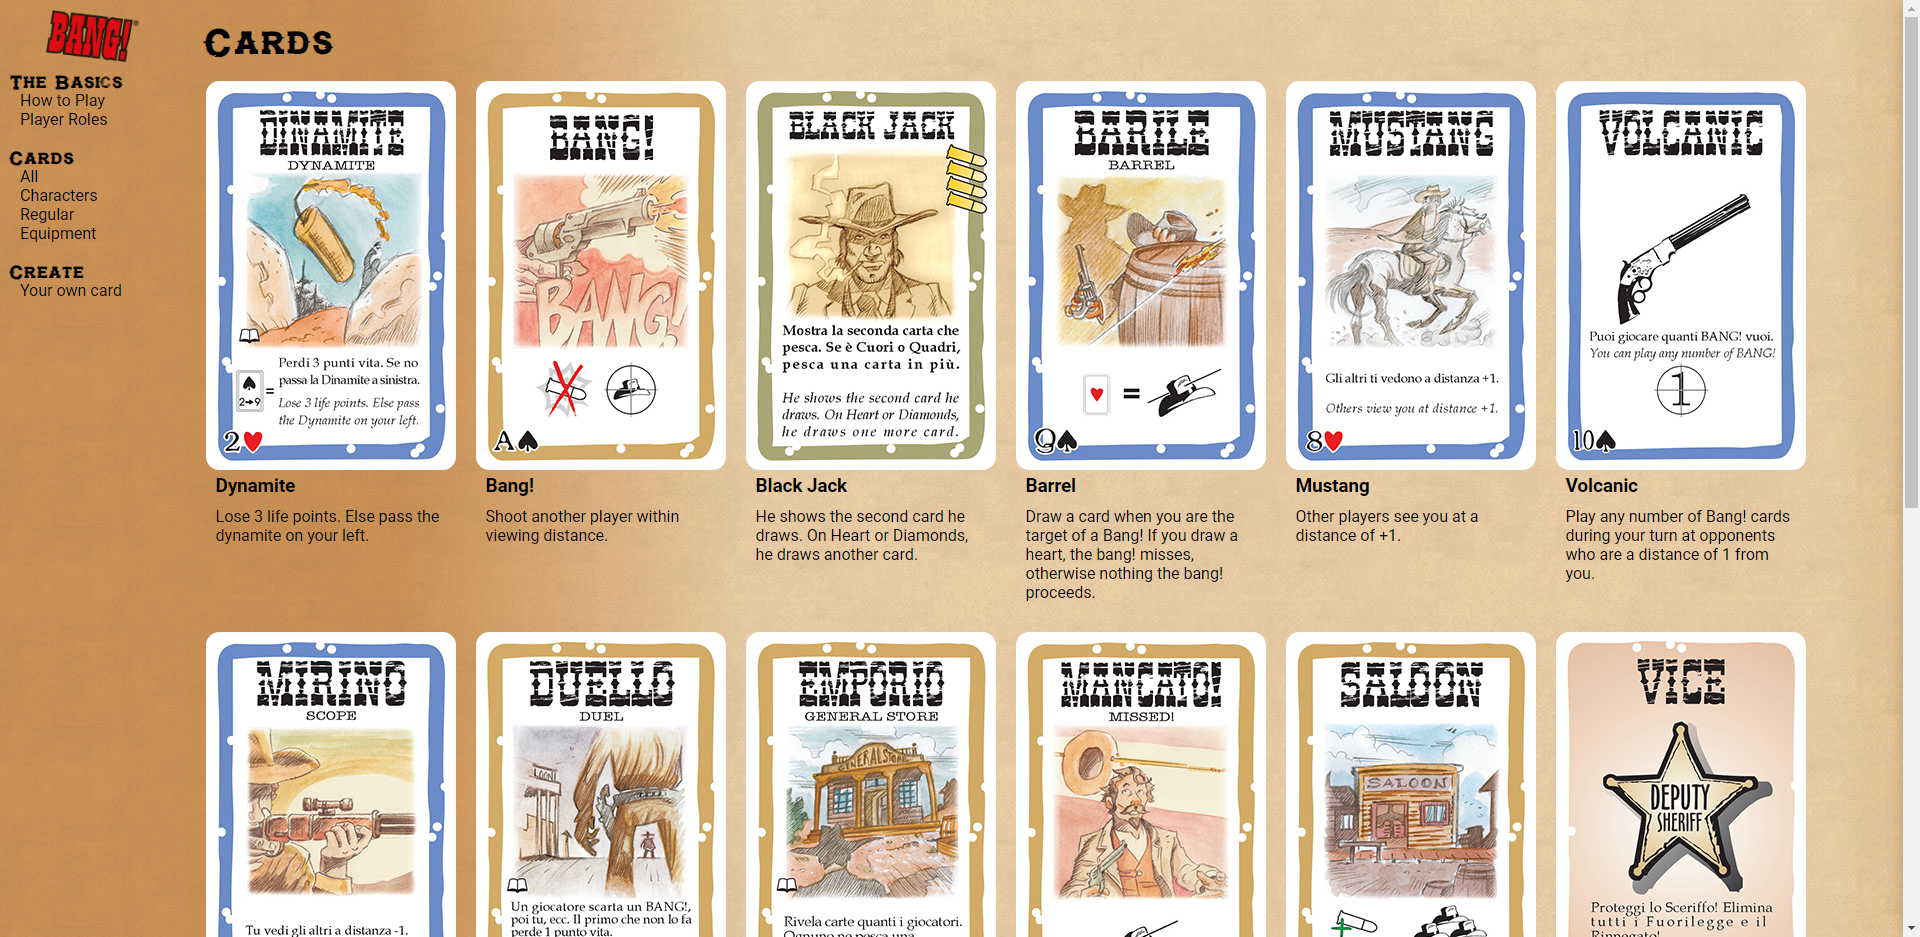 BANG!
THE BASICS
How to Play
Player Roles
CARDS
All
Characters
Regular
Equipment
CREATE
Your own card
CARDS
DINAMITE
DYNAMITE
Perdi 3 punti vita. Se no
passa la Dinamite a sinistra.
Lose 3 life points. Else pass
the Dynamite on your left.
2→9
=
2
Dynamite
Lose 3 life points. Else pass the
dynamite on your left.
BANG!
BANG!
A
Bang!
Shoot another player within
viewing distance.
BLACK JACK
Mostra la seconda carta che
pesca. Se è Cuori o Quadri,
pesca una carta in più.
He shows the second card he
draws. On Heart or Diamonds,
he draws one more card.
Black Jack
He shows the second card he
draws. On Heart or Diamonds,
he draws another card.
BARILE
BARREL
=
Q
Barrel
Draw a card when you are the
target of a Bang! If you draw a
heart, the bang! misses,
otherwise nothing the bang!
proceeds.
MUSTANG
Gli altri ti vedono a distanza +1.
Others view you at distance +1.
8
Mustang
Other players see you at a
distance of +1.
VOLCANIC
Puoi giocare quanti BANG! vuoi.
You can play any number of BANG!
1
10
Volcanic
Play any number of Bang! cards
during your turn at opponents
who are a distance of 1 from
you.
MIRINO
SCOPE
Tu vedi gli altri a distanza -1.
DUELLO
DUEL
Un giocatore scarta un BANG!,
poi tu, ecc. Il primo che non lo fa
perde 1 punto vita.
EMPORIO
GENERAL STORE
GENERAL STORE
Rivela carte quanti i giocatori.
Ognuno ne pesca una.
MANCATO!
MISSED!
SALOON
SALOON
VICE
DEPUTY
SHERIFF
Proteggi lo Sceriffo! Elimina
tutti i Fuorilegge e il
Rinnegato!